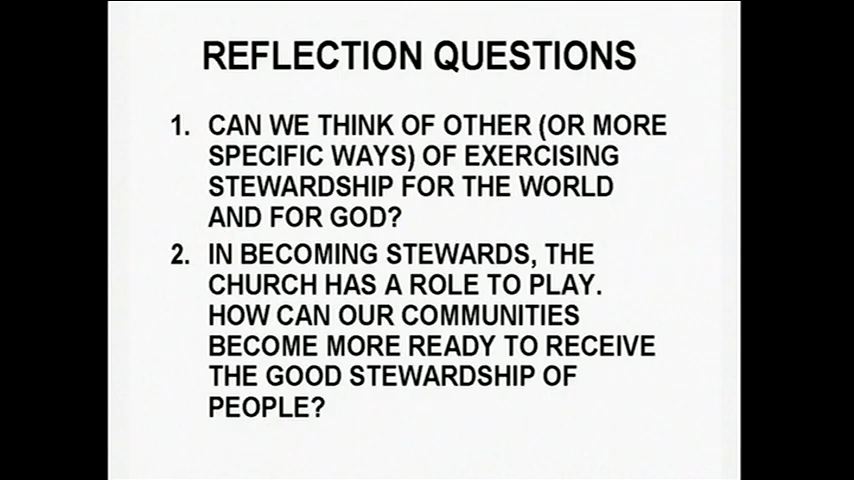 REFLECTION QUESTIONS
1. CAN WE THINK OF OTHER (OR MORE
SPECIFIC WAYS) OF EXERCISING
STEWARDSHIP FOR THE WORLD
AND FOR GOD?
2. IN BECOMING STEWARDS, THE
CHURCH HAS A ROLE TO PLAY.
HOW CAN OUR COMMUNITIES
BECOME MORE READY TO RECEIVE
THE GOOD STEWARDSHIP OF
PEOPLE?